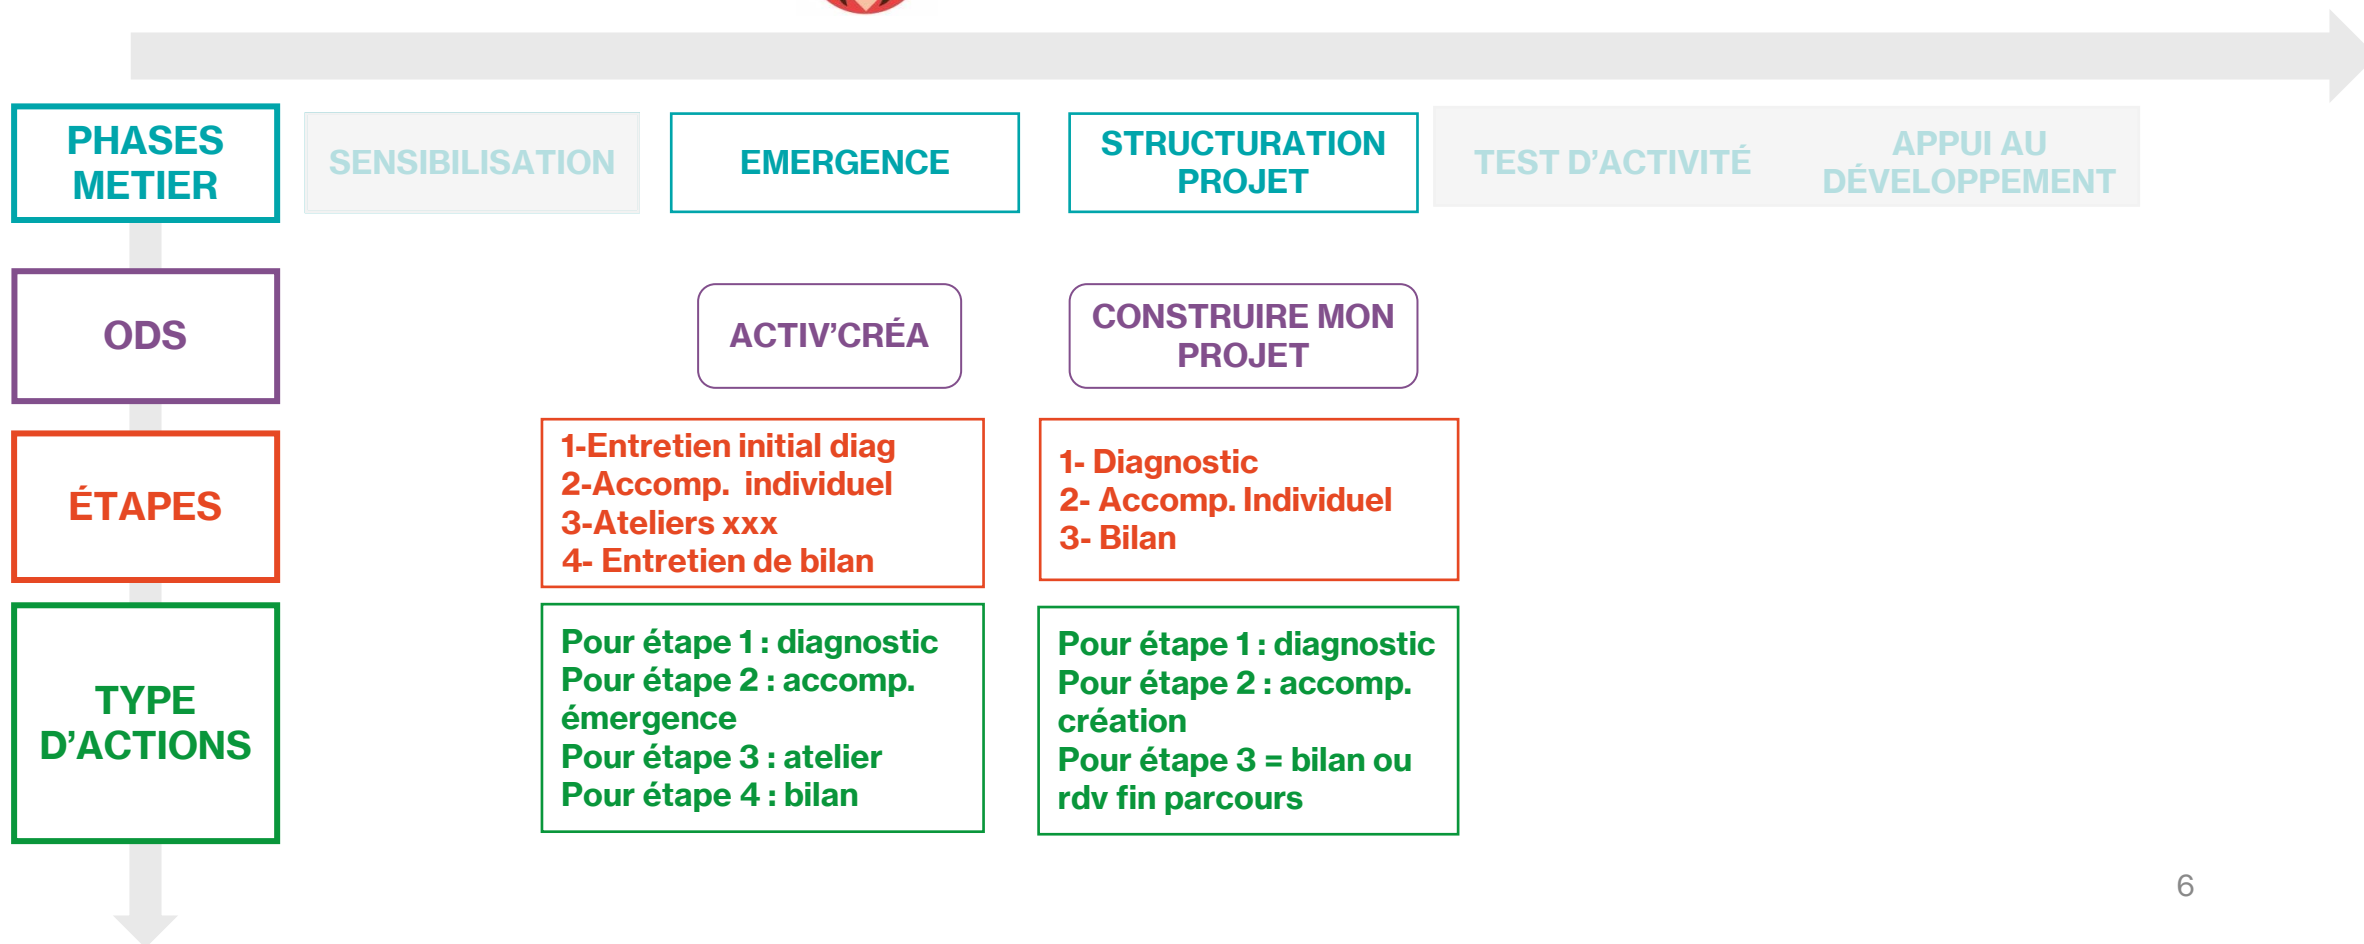 PHASES
METIER
SENSIBILISATION
EMERGENCE
STRUCTURATION
PROJET
TEST D'ACTIVITÉ
APPUI AU
DÉVELOPPEMENT
ODS
ACTIV'CRÉA
CONSTRUIRE MON
PROJET
ÉTAPES
1-Entretien initial diag
2-Accomp.  individuel
3-Ateliers xxx
4- Entretien de bilan
1- Diagnostic
2- Accomp. Individuel
3- Bilan
TYPE
D'ACTIONS
Pour étape 1 : diagnostic
Pour étape 2 : accomp.
émergence
Pour étape 3 : atelier
Pour étape 4 : bilan
Pour étape 1 : diagnostic
Pour étape 2 : accomp.
création
Pour étape 3 = bilan ou
rdv fin parcours
6